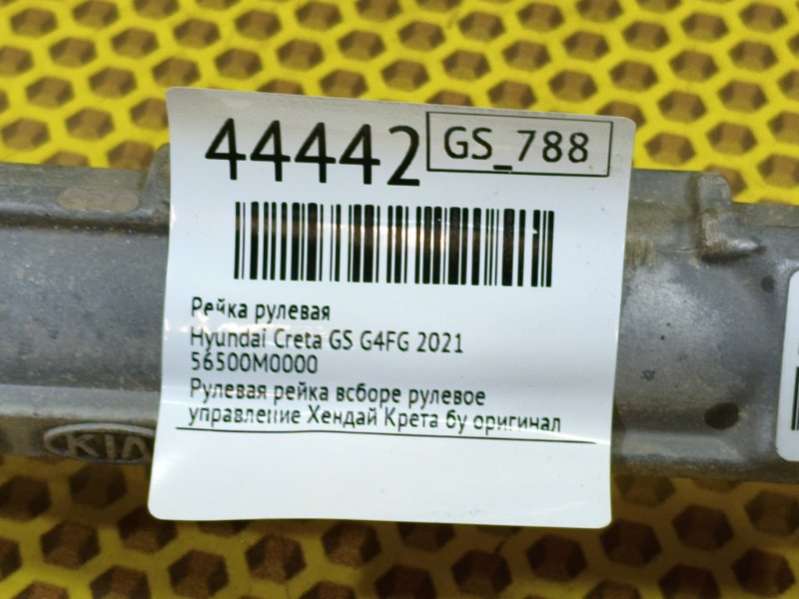 44442
GS_788
Рейка рулевая
Hyundai Creta GS G4FG 2021
56500M0000
Рулевая рейка всборе рулевое
управление Хендай Крета бу оригинал
KIA